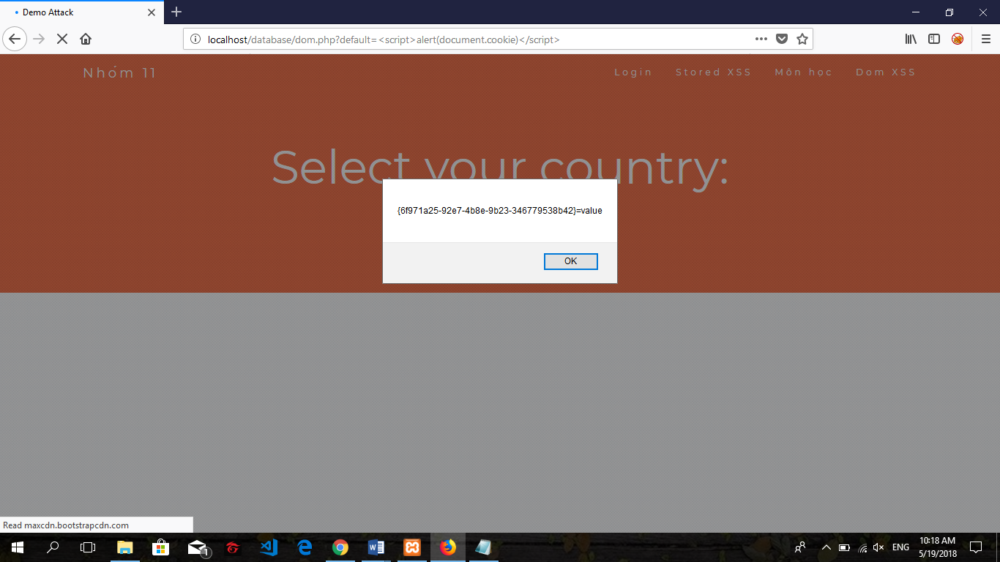 Demo Attack
localhost/database/dom.php?default=<script>alert(document.cookie)</script>
Nhóm 11
Login
Stored XSS
Môn học
Dom XSS
Select your country:
{6f971a25-92e7-4b8e-9b23-346779538b42}=value
OK
Read maxcdn.bootstrapcdn.com
1
ENG
10:18 AM
5/19/2018